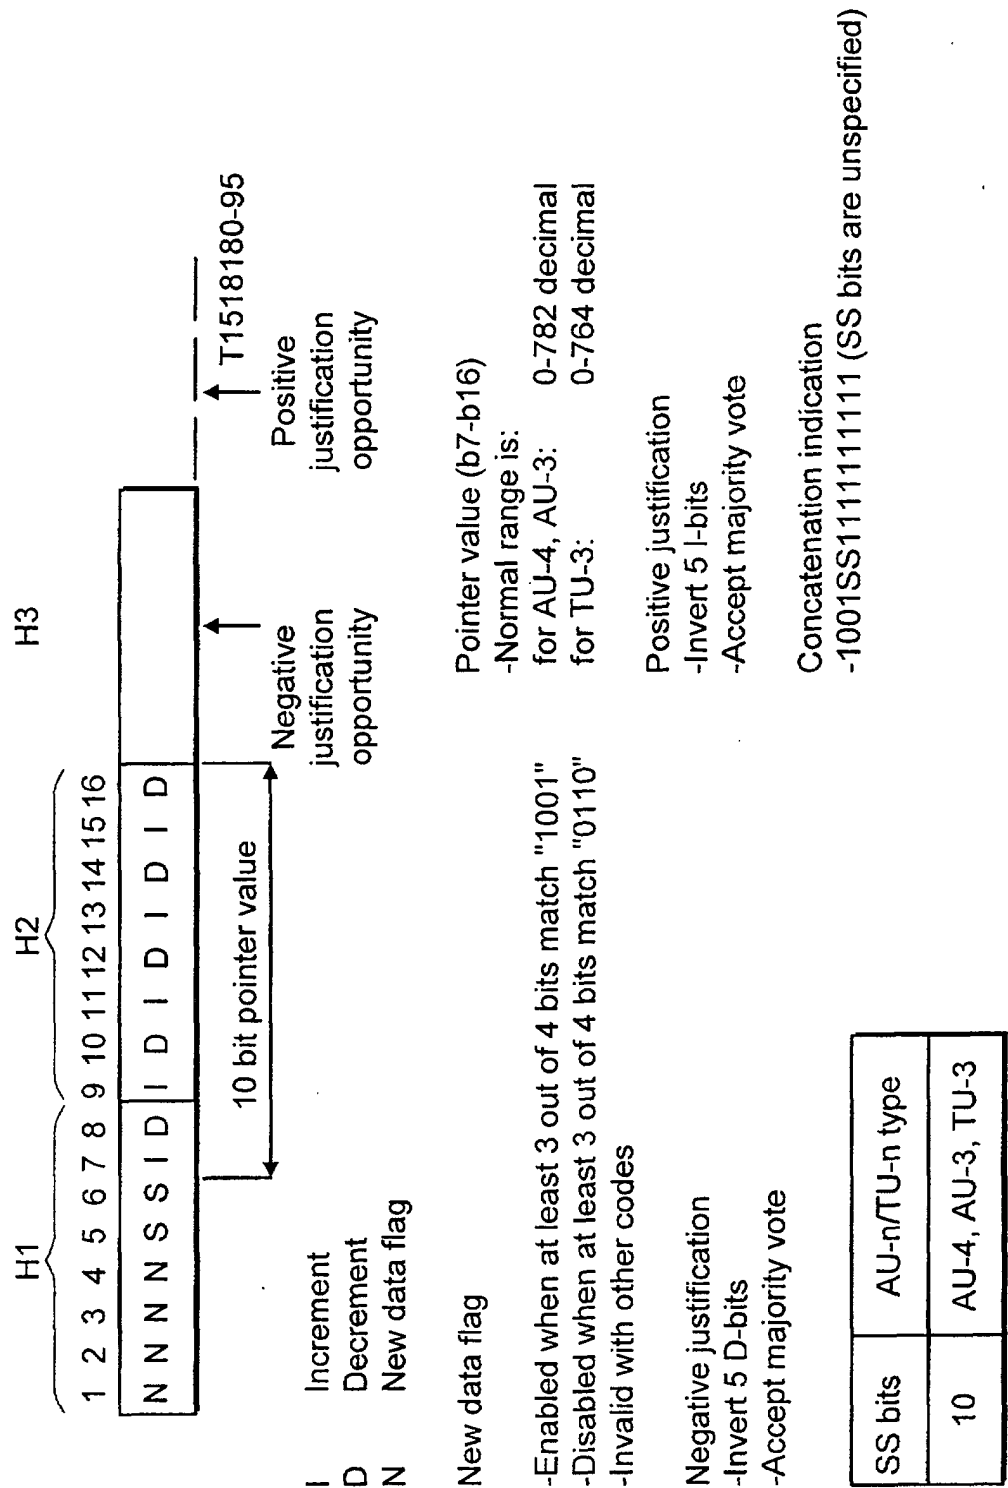 H1 H2 H3
1 2 3 4 5 6 7 8 9 10 11 12 13 14 15 16
N N N N S S I D I D I D I D I D
10 bit pointer value
Negative justification opportunity
Positive justification opportunity
T1518180-95
I Increment
D Decrement
N New data flag
New data flag
-Enabled when at least 3 out of 4 bits match "1001"
-Disabled when at least 3 out of 4 bits match "0110"
-Invalid with other codes
Negative justification
-Invert 5 D-bits
-Accept majority vote
Pointer value (b7-b16)
-Normal range is:
for AU-4, AU-3: 0-782 decimal
for TU-3: 0-764 decimal
Positive justification
-Invert 5 I-bits
-Accept majority vote
Concatenation indication
-1001SS1111111111 (SS bits are unspecified)
SS bits AU-n/TU-n type
10 AU-4, AU-3, TU-3